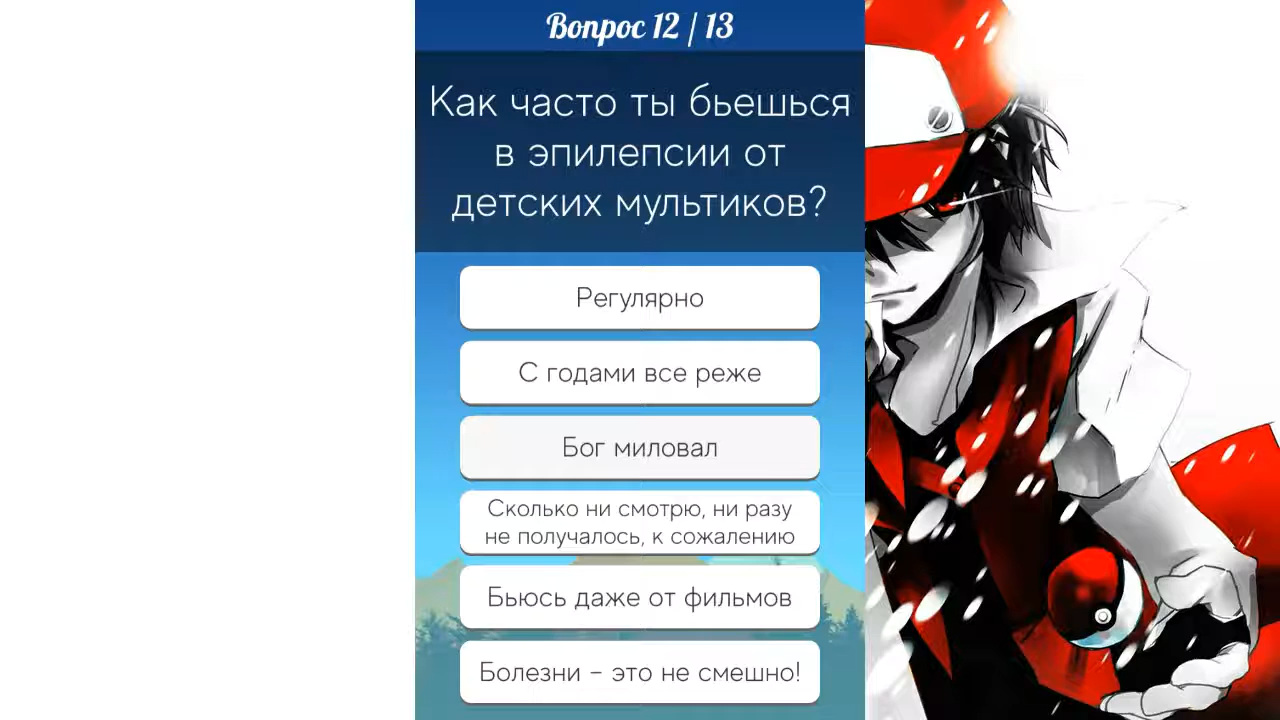 Вопрос 12 / 13
Как часто ты бьешься
в эпилепсии от
детских мультиков?
Регулярно
С годами все реже
Бог миловал
Сколько ни смотрю, ни разу
не получалось, к сожалению
Бьюсь даже от фильмов
Болезни – это не смешно!